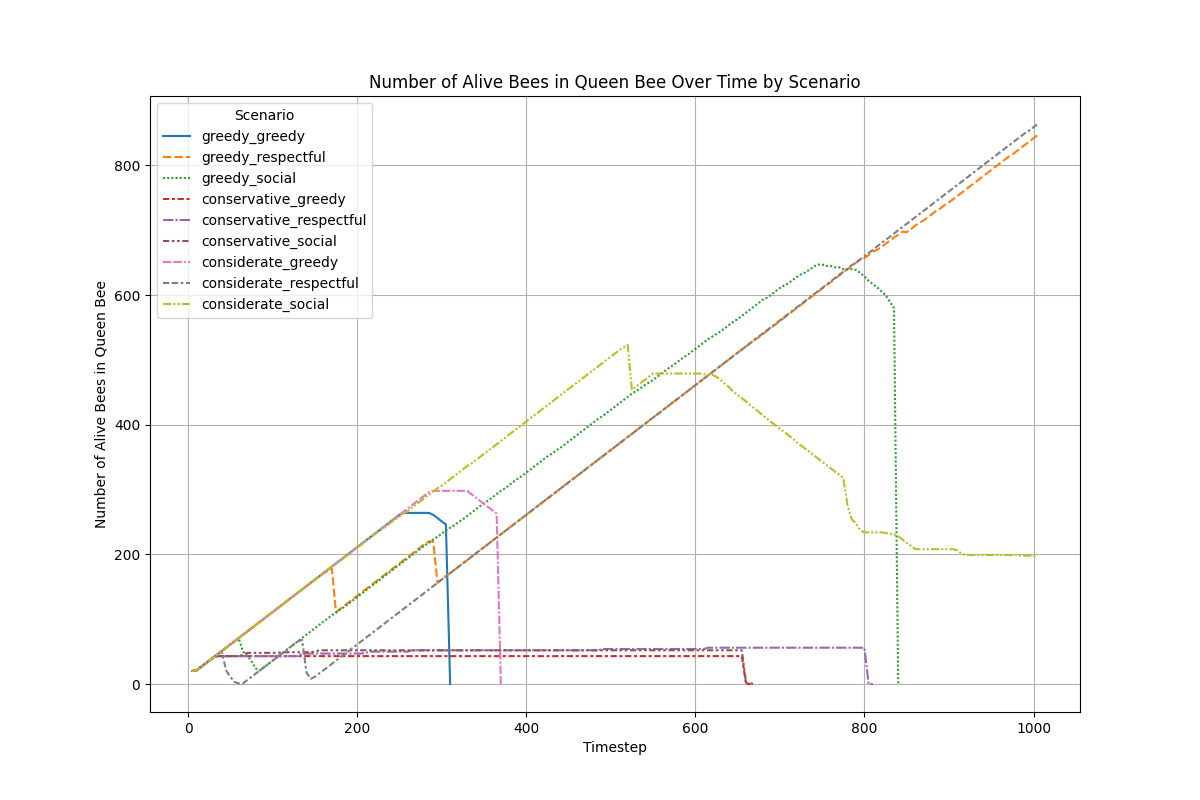 Number of Alive Bees in Queen Bee Over Time by Scenario
Scenario
greedy_greedy
greedy_respectful
greedy_social
conservative_greedy
conservative_respectful
conservative_social
considerate_greedy
considerate_respectful
considerate_social
Number of Alive Bees in Queen Bee
800
600
400
200
0
0 200 400 600 800 1000
Timestep